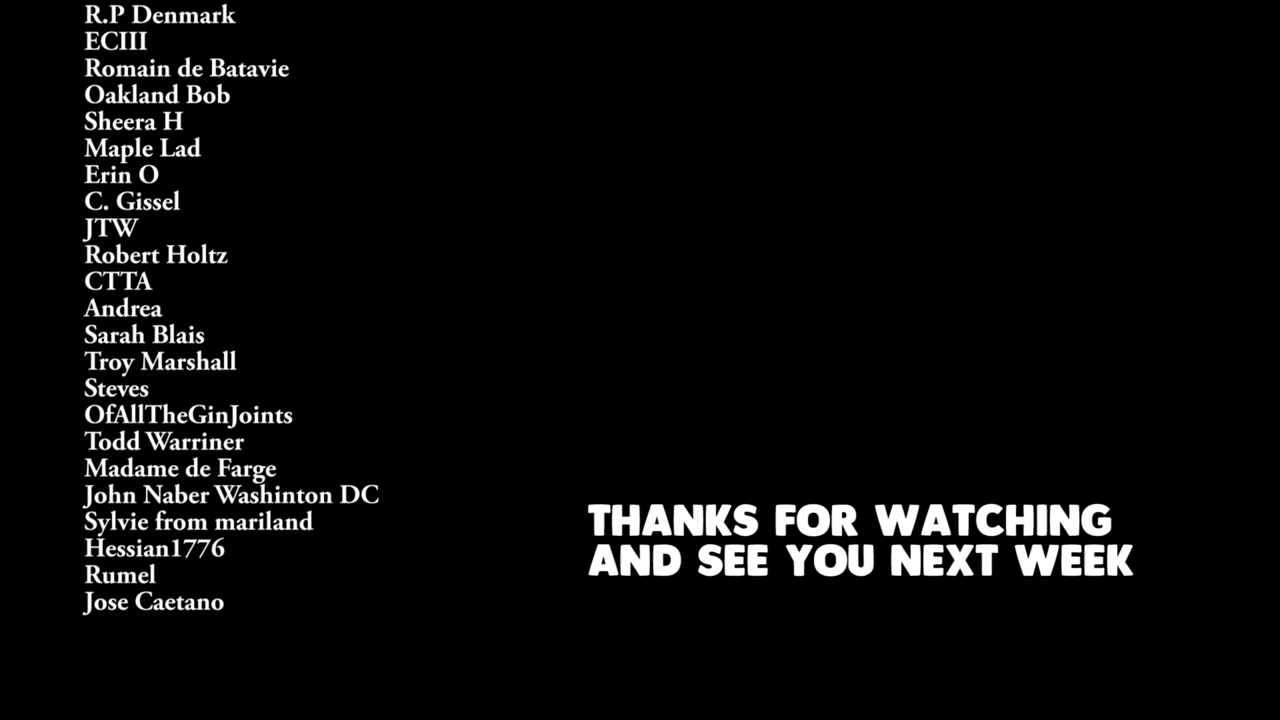 R.P Denmark
ECIII
Romain de Batavie
Oakland Bob
Sheera H
Maple Lad
Erin O
C. Gissel
JTW
Robert Holtz
CTTA
Andrea
Sarah Blais
Troy Marshall
Steves
OfAllTheGinJoints
Todd Warriner
Madame de Farge
John Naber Washinton DC
Sylvie from mariland
Hessian1776
Rumel
Jose Caetano
THANKS FOR WATCHING
AND SEE YOU NEXT WEEK